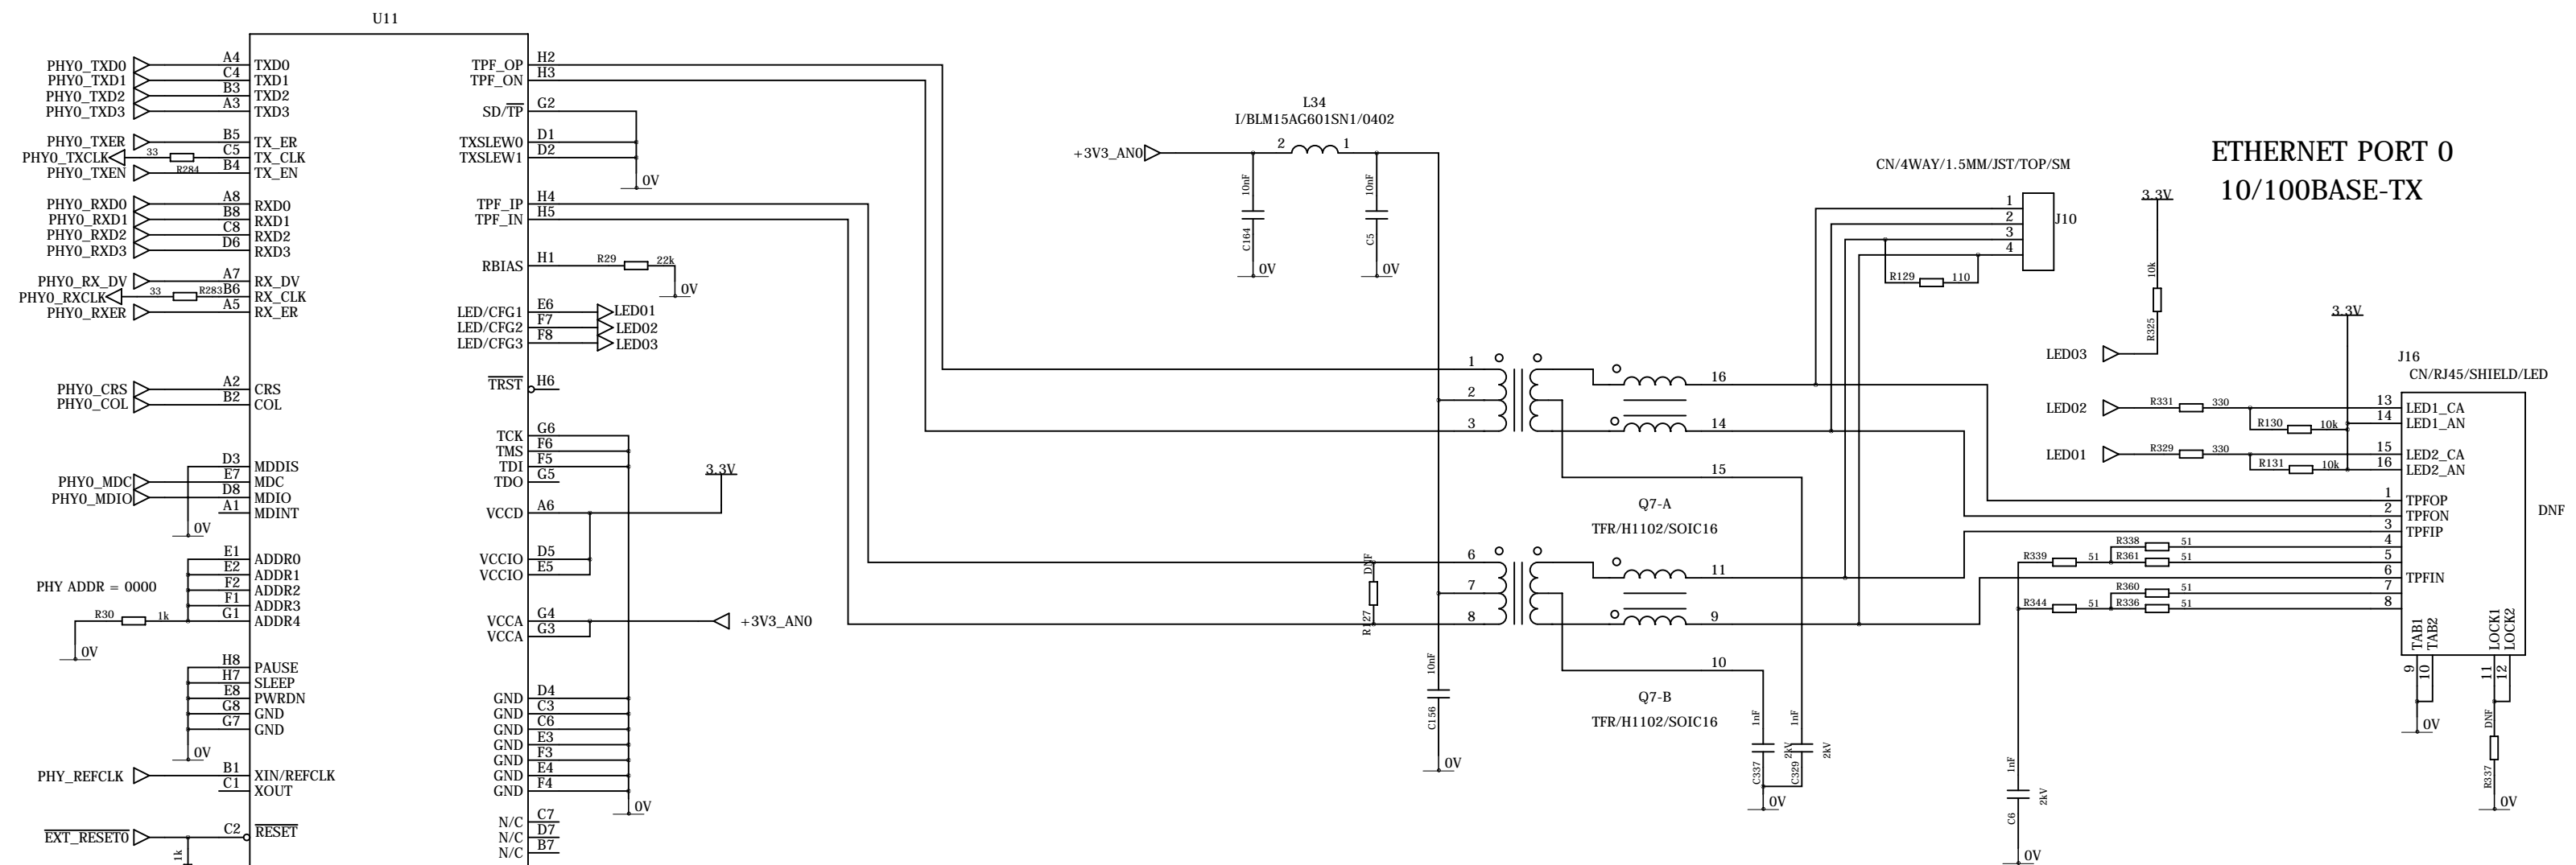 U11
PHY0_TXD0 A4 TXD0
PHY0_TXD1 C4 TXD1
PHY0_TXD2 B3 TXD2
PHY0_TXD3 A3 TXD3
PHY0_TXER B5 TX_ER
PHY0_TXCLK 33 C5 TX_CLK
PHY0_TXEN R284 B4 TX_EN
PHY0_RXD0 A8 RXD0
PHY0_RXD1 B8 RXD1
PHY0_RXD2 C8 RXD2
PHY0_RXD3 D6 RXD3
PHY0_RX_DV A7 RX_DV
PHY0_RXCLK 33 R283 B6 RX_CLK
PHY0_RXER A5 RX_ER
PHY0_CRS A2 CRS
PHY0_COL B2 COL
D3 MDDIS
PHY0_MDC E7 MDC
PHY0_MDIO D8 MDIO
A1 MDINT
0V
E1 ADDR0
E2 ADDR1
PHY ADDR = 0000 F2 ADDR2
F1 ADDR3
R30 1k G1 ADDR4
0V
H8 PAUSE
H7 SLEEP
E8 PWRDN
G8 GND
G7 GND
0V
PHY_REFCLK B1 XIN/REFCLK
C1 XOUT
EXT_RESET0 C2 RESET
1k
TPF_OP H2
TPF_ON H3
SD/TP G2
TXSLEW0 D1
TXSLEW1 D2
0V
TPF_IP H4
TPF_IN H5
RBIAS H1 R29 22k
0V
LED/CFG1 E6 LED01
LED/CFG2 F7 LED02
LED/CFG3 F8 LED03
TRST H6
TCK G6
TMS F6
TDI F5
TDO G5
3.3V
VCCD A6
VCCIO D5
VCCIO E5
VCCA G4 +3V3_AN0
VCCA G3
GND D4
GND C3
GND C6
GND E3
GND F3
GND E4
GND F4
0V
N/C C7
N/C D7
N/C B7
L34
I/BLM15AG601SN1/0402
+3V3_AN0 2 1
10nF C164 0V
10nF C5 0V
1
2
3
16
14
15
Q7-A
TFR/H1102/SOIC16
6
7
8
11
9
10
Q7-B
TFR/H1102/SOIC16
DNF R127
10nF C156 0V
1nF C337 2kV
1nF C329 2kV
0V
CN/4WAY/1.5MM/JST/TOP/SM
1
2
3
4
J10
R129 110
ETHERNET PORT 0
10/100BASE-TX
3.3V
10k R325
LED03
3.3V
LED02 R331 330
R130 10k
LED01 R329 330
R131 10k
J16
CN/RJ45/SHIELD/LED
13 LED1_CA
14 LED1_AN
15 LED2_CA
16 LED2_AN
1 TPFOP
2 TPFON
3 TPFIP
4
5
6 TPFIN
7
8
DNF
R338 51
R339 51 R361 51
R360 51
R344 51 R336 51
TAB1 TAB2 LOCK1 LOCK2
9 10 11 12
0V
DNF R337 0V
1nF C6 2kV
0V